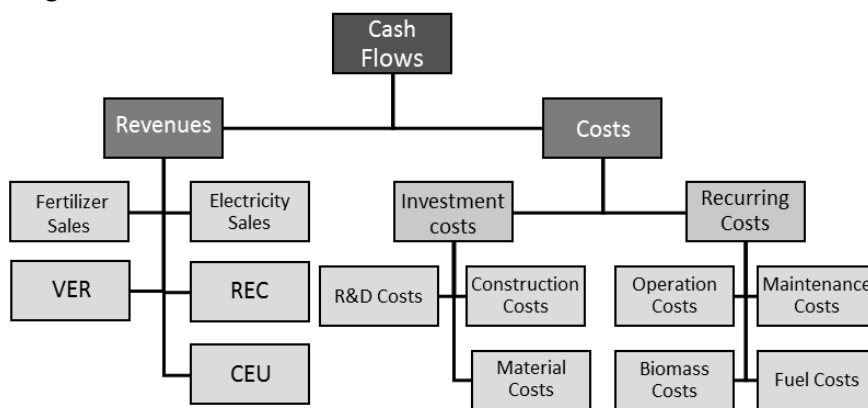 Cash
Flows
Revenues
Costs
Fertilizer
Sales
Electricity
Sales
Investment
costs
Recurring
Costs
VER
REC
R&D Costs
Construction
Costs
Operation
Costs
Maintenance
Costs
CEU
Material
Costs
Biomass
Costs
Fuel Costs